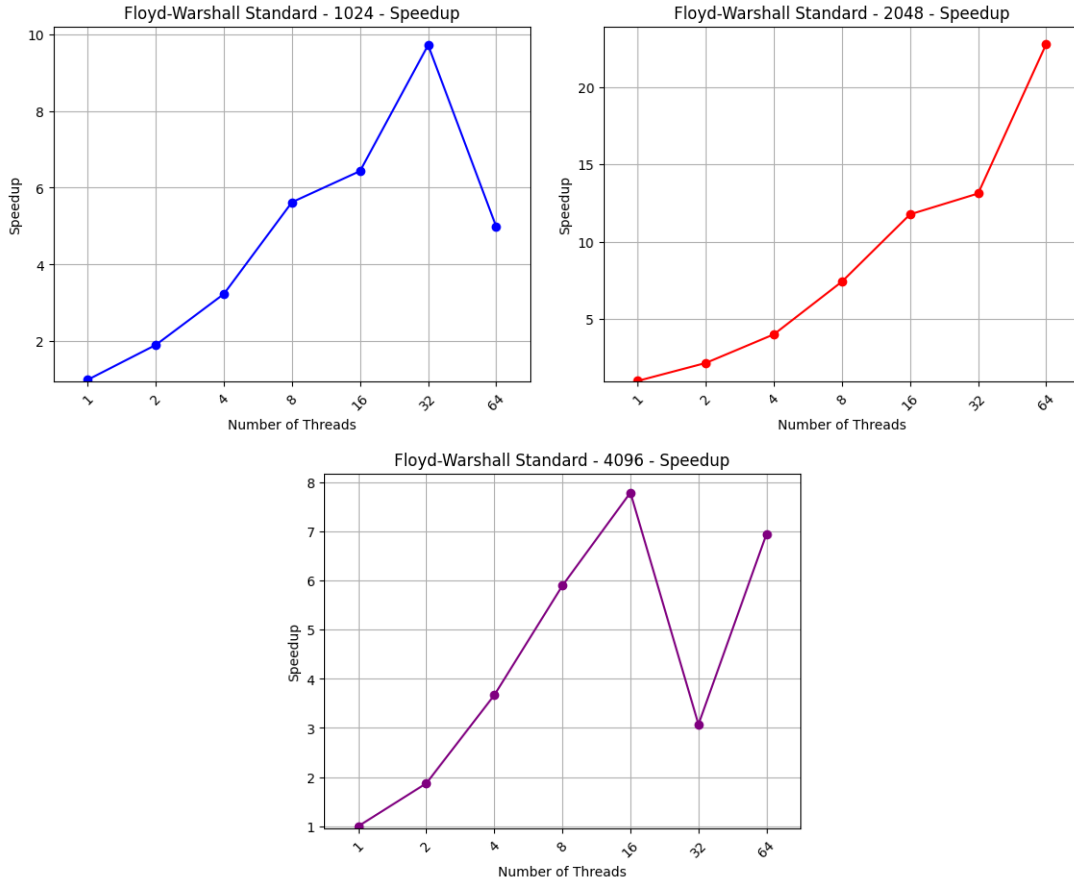 Floyd-Warshall Standard - 1024 - Speedup
10
8
6
4
2
Speedup
1 2 4 8 16 32 64
Number of Threads
Floyd-Warshall Standard - 2048 - Speedup
20
15
10
5
Speedup
1 2 4 8 16 32 64
Number of Threads
Floyd-Warshall Standard - 4096 - Speedup
8
7
6
5
4
3
2
1
Speedup
1 2 4 8 16 32 64
Number of Threads